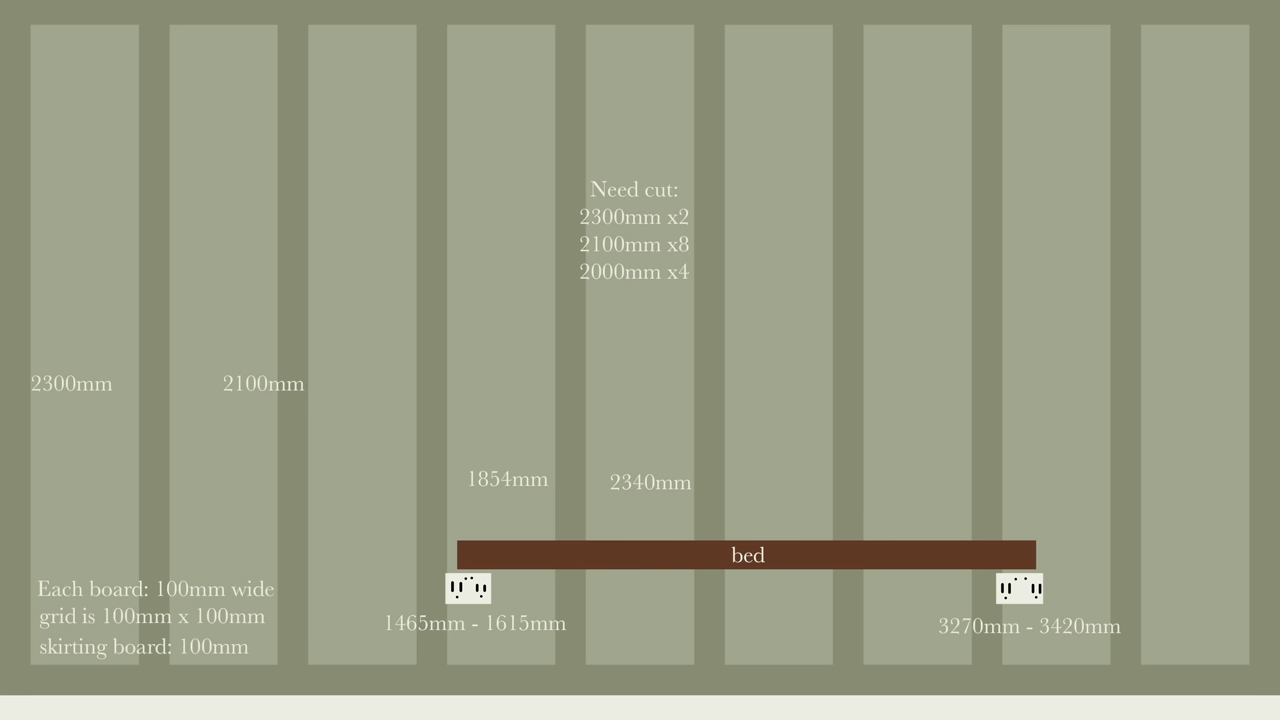 Need cut:
2300mm x2
2100mm x8
2000mm x4
2300mm
2100mm
1854mm
2340mm
bed
Each board: 100mm wide
grid is 100mm x 100mm
skirting board: 100mm
1465mm - 1615mm
3270mm - 3420mm